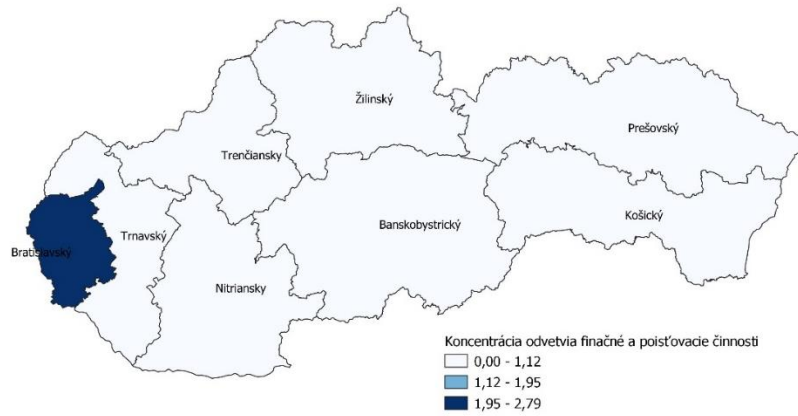 Žilinský
Prešovský
Trenčiansky
Košický
Banskobystrický
Trnavský
Bratislavský
Nitriansky
Koncentrácia odvetvia finačné a poisťovacie činnosti
0,00 - 1,12
1,12 - 1,95
1,95 - 2,79